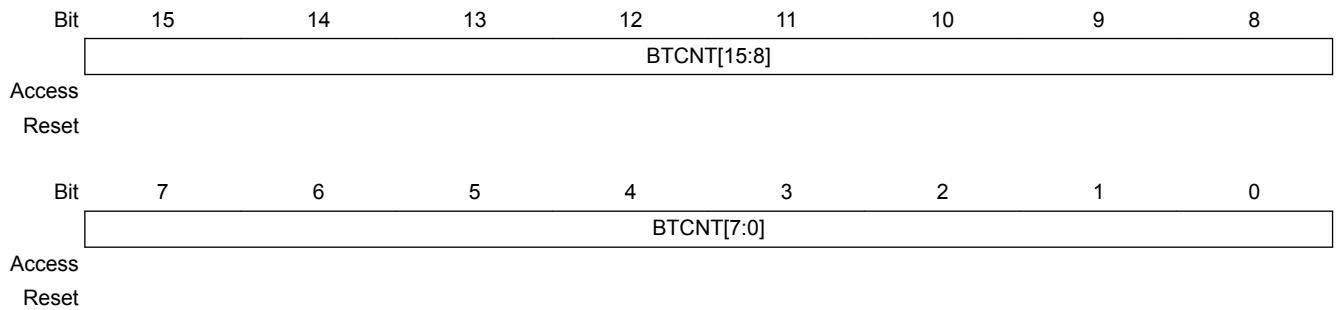 Bit 15 14 13 12 11 10 9 8
BTCNT[15:8]
Access
Reset
Bit 7 6 5 4 3 2 1 0
BTCNT[7:0]
Access
Reset